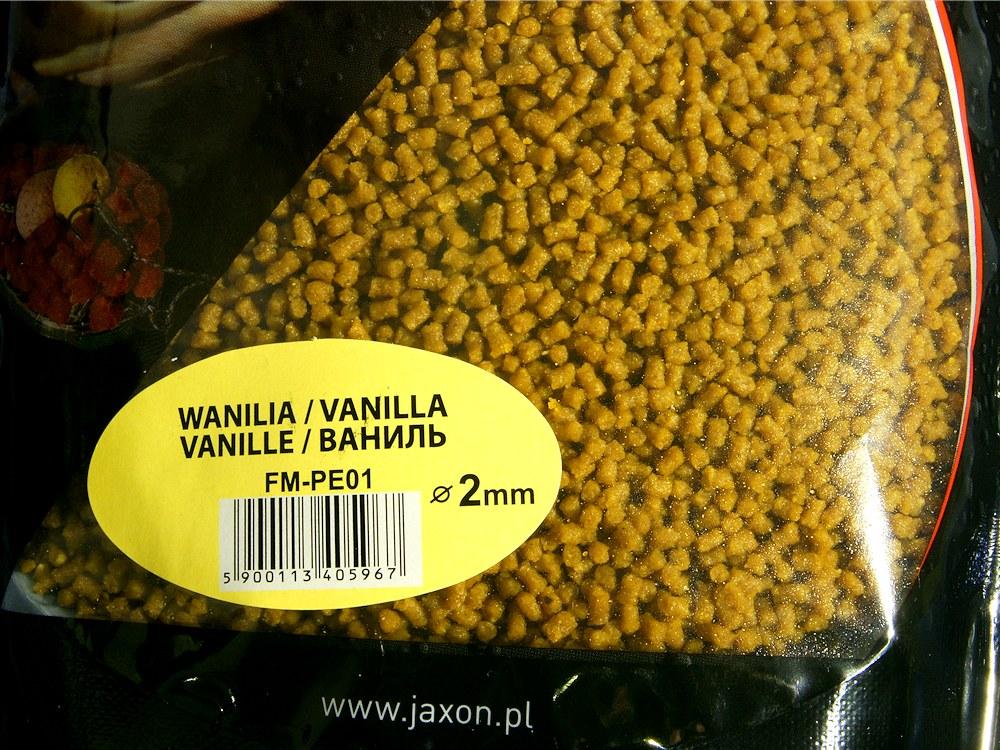 WANILIA / VANILLA
VANILLE / ВАНИЛЬ
FM-PE01
⌀ 2mm
5 900113 405967
www.jaxon.pl